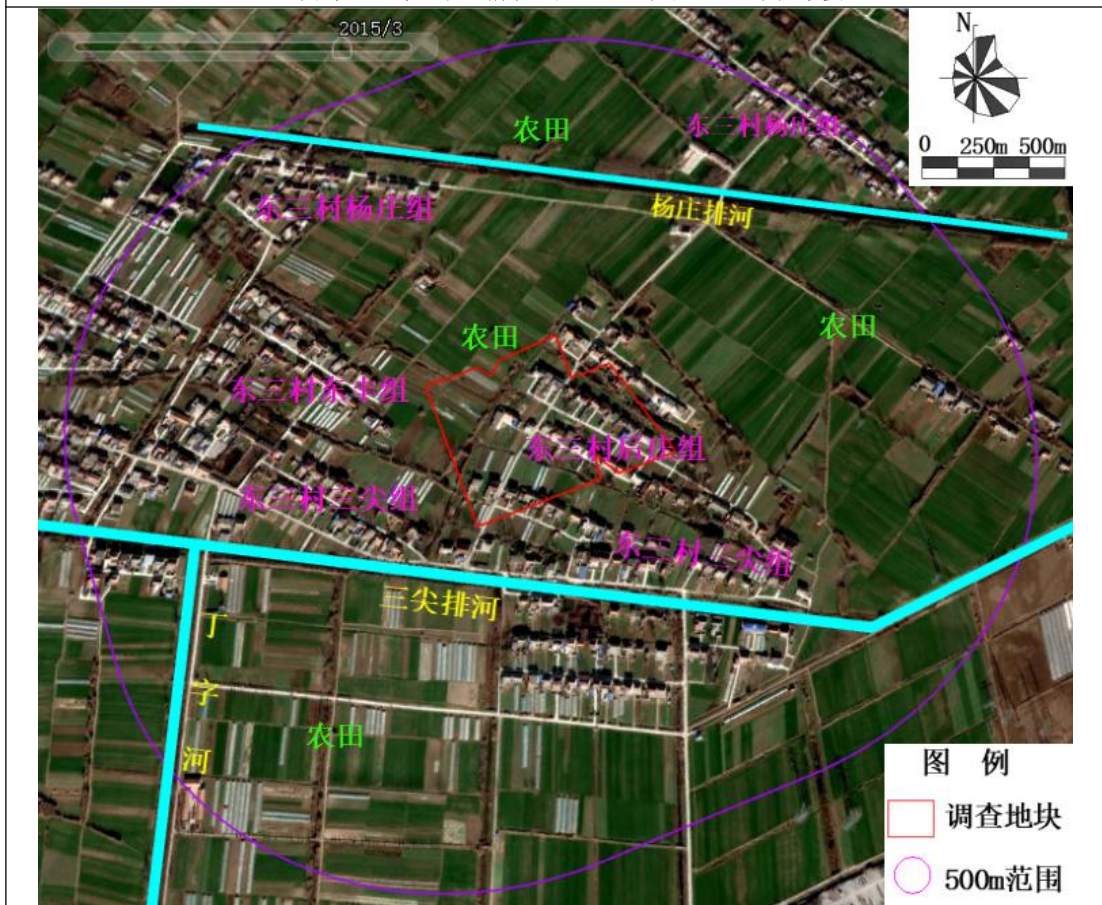 2015/3
N
0 250m 500m
农田
东三村杨庄组
东三村杨庄组
杨庄排河
农田
农田
东三村东丰组
东三村后庄组
东三村三尖组
东三村三尖组
三尖排河
丁字河
农田
图 例
调查地块
500m范围